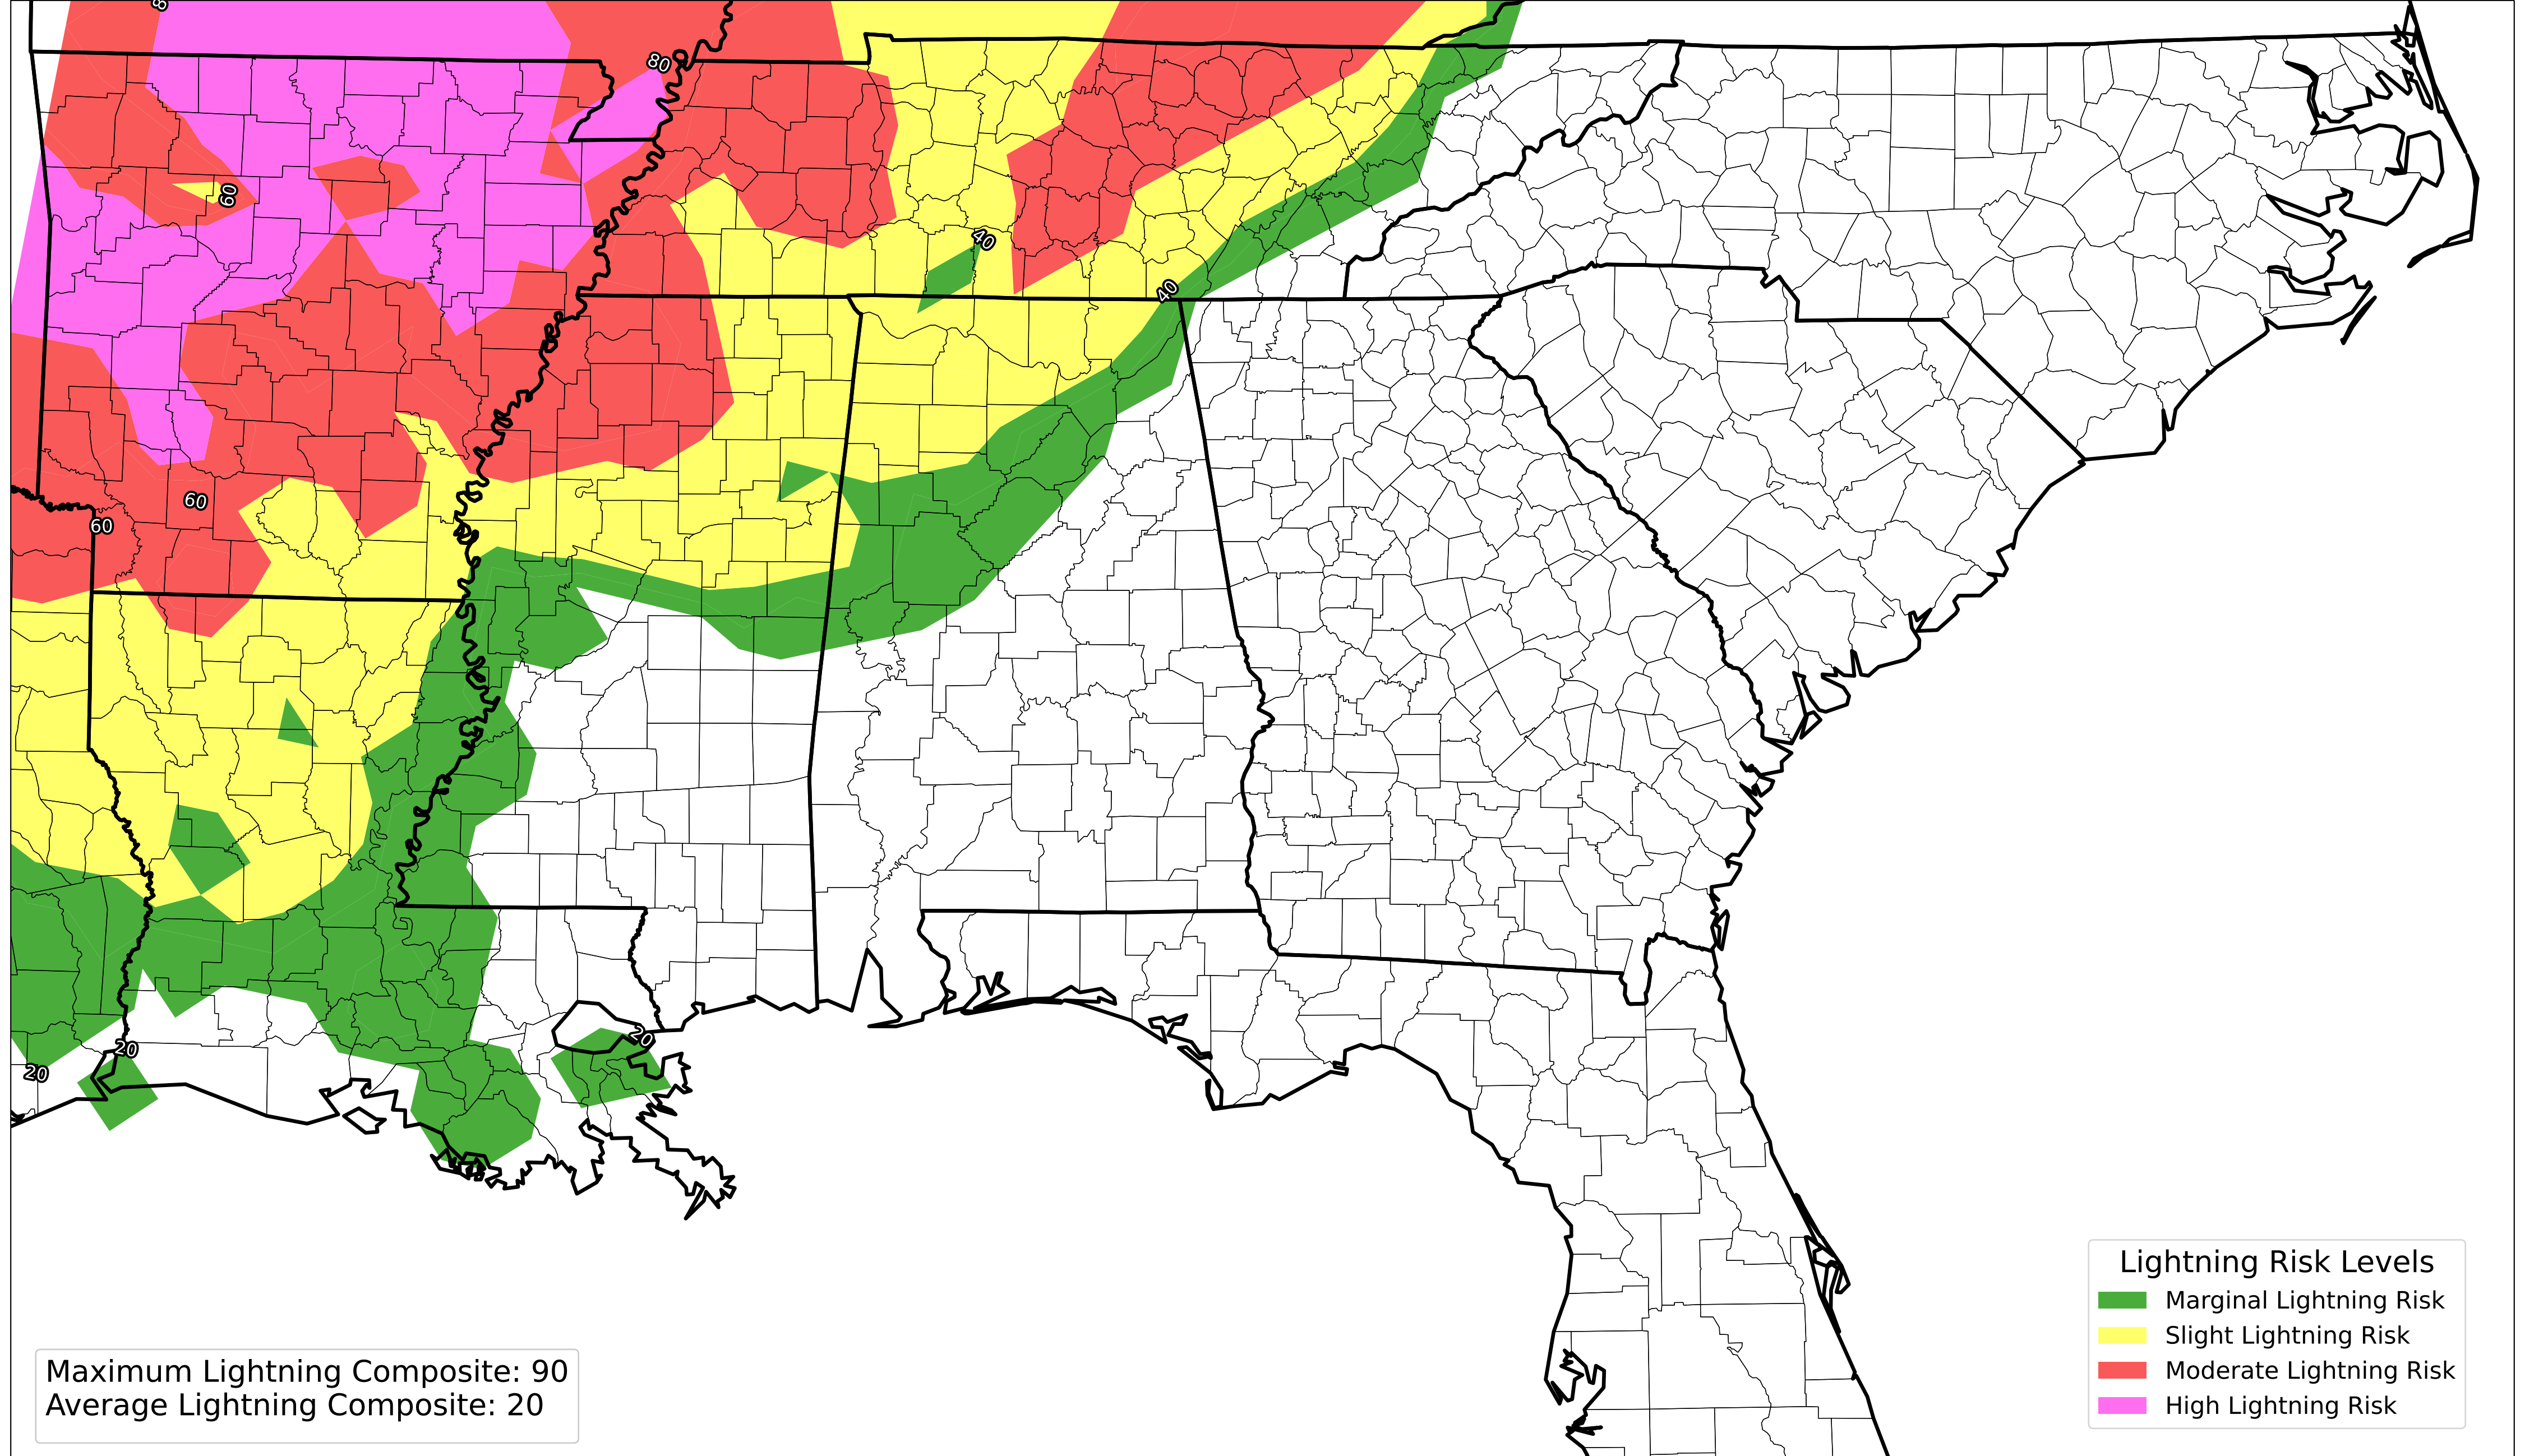 8
80
60
40
40
60
60
20
20
20
Lightning Risk Levels
Marginal Lightning Risk
Slight Lightning Risk
Moderate Lightning Risk
High Lightning Risk
Maximum Lightning Composite: 90
Average Lightning Composite: 20